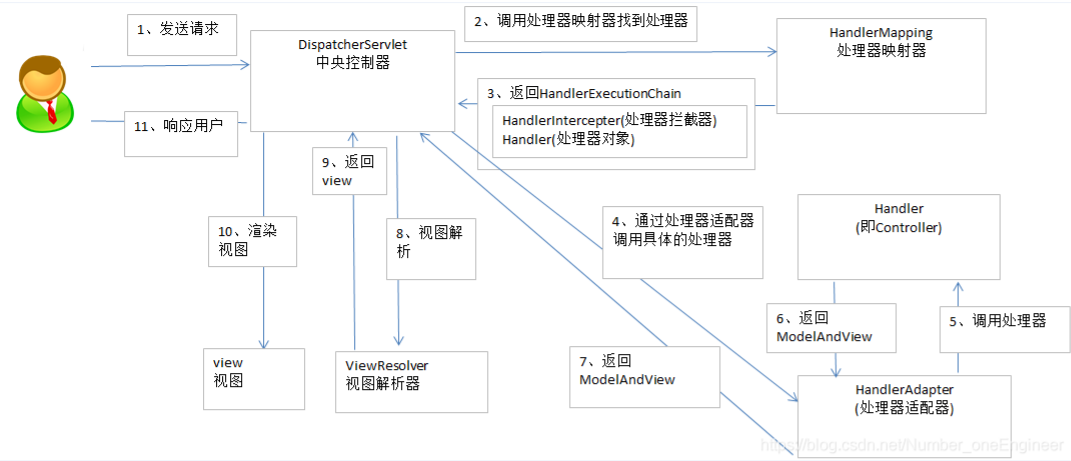 1、发送请求
DispatcherServlet
中央控制器
2、调用处理器映射器找到处理器
HandlerMapping
处理器映射器
3、返回HandlerExecutionChain
HandlerIntercepter(处理器拦截器)
Handler(处理器对象)
11、响应用户
9、返回
view
4、通过处理器适配器
调用具体的处理器
Handler
(即Controller)
10、渲染
视图
8、视图解
析
6、返回
ModelAndView
5、调用处理器
view
视图
ViewResolver
视图解析器
7、返回
ModelAndView
HandlerAdapter
(处理器适配器)
https://blog.csdn.net/Number_oneEngineer